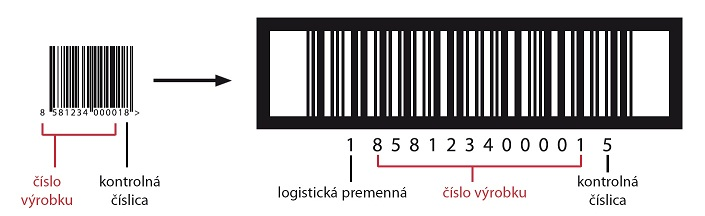 8 581234 000018 >
číslo
výrobku
kontrolná
číslica
1 8 5 8 1 2 3 4 0 0 0 0 1 5
logistická premenná
číslo výrobku
kontrolná
číslica